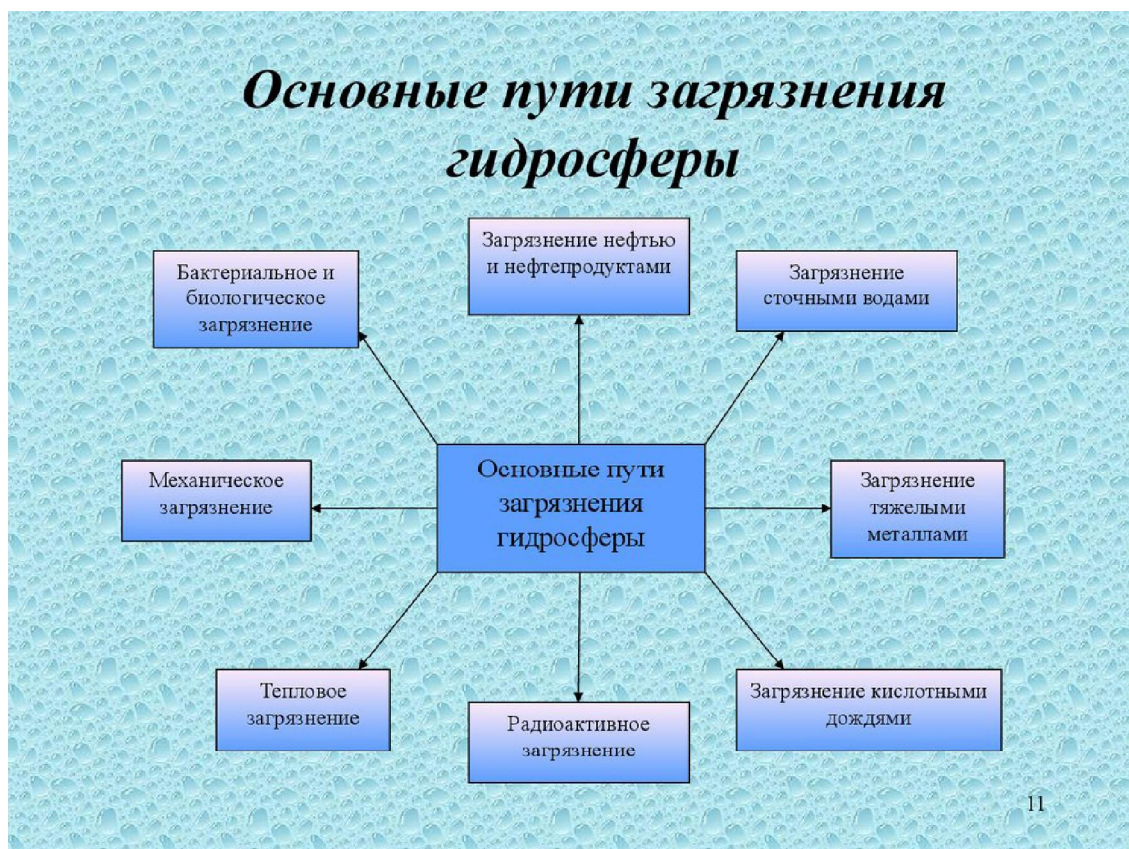 Основные пути загрязнения
гидросферы
Загрязнение нефтью
и нефтепродуктами
Бактериальное и
биологическое
загрязнение
Загрязнение
сточными водами
Механическое
загрязнение
Основные пути
загрязнения
гидросферы
Загрязнение
тяжелыми
металлами
Тепловое
загрязнение
Радиоактивное
загрязнение
Загрязнение кислотными
дождями
11